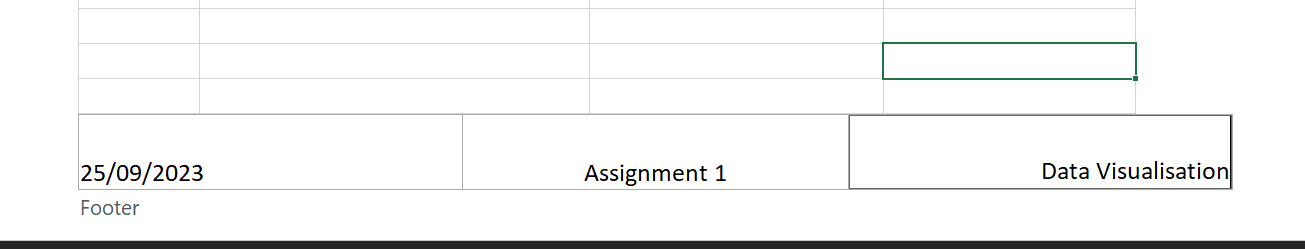 25/09/2023
Assignment 1
Data Visualisation
Footer